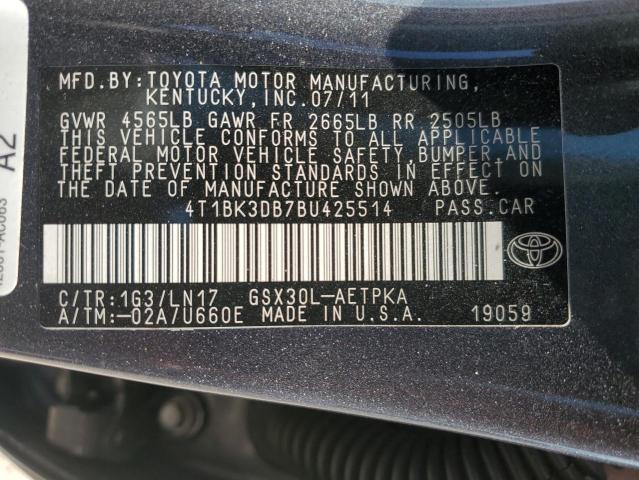 MFD.BY:TOYOTA MOTOR MANUFACTURING,
KENTUCKY, INC. 07/11
GVWR 4565LB GAWR FR 2665LB RR 2505LB
THIS VEHICLE CONFORMS TO ALL APPLICABLE
FEDERAL MOTOR VEHICLE SAFETY, BUMPER, AND
THEFT PREVENTION STANDARDS IN EFFECT ON
THE DATE OF MANUFACTURE SHOWN ABOVE.
4T1BK3DB7BU425514 PASS.CAR
C/TR:1G3/LN17 GSX30L-AETPKA
A/TM:-02A/U660E MADE IN U.S.A. 19059
A2